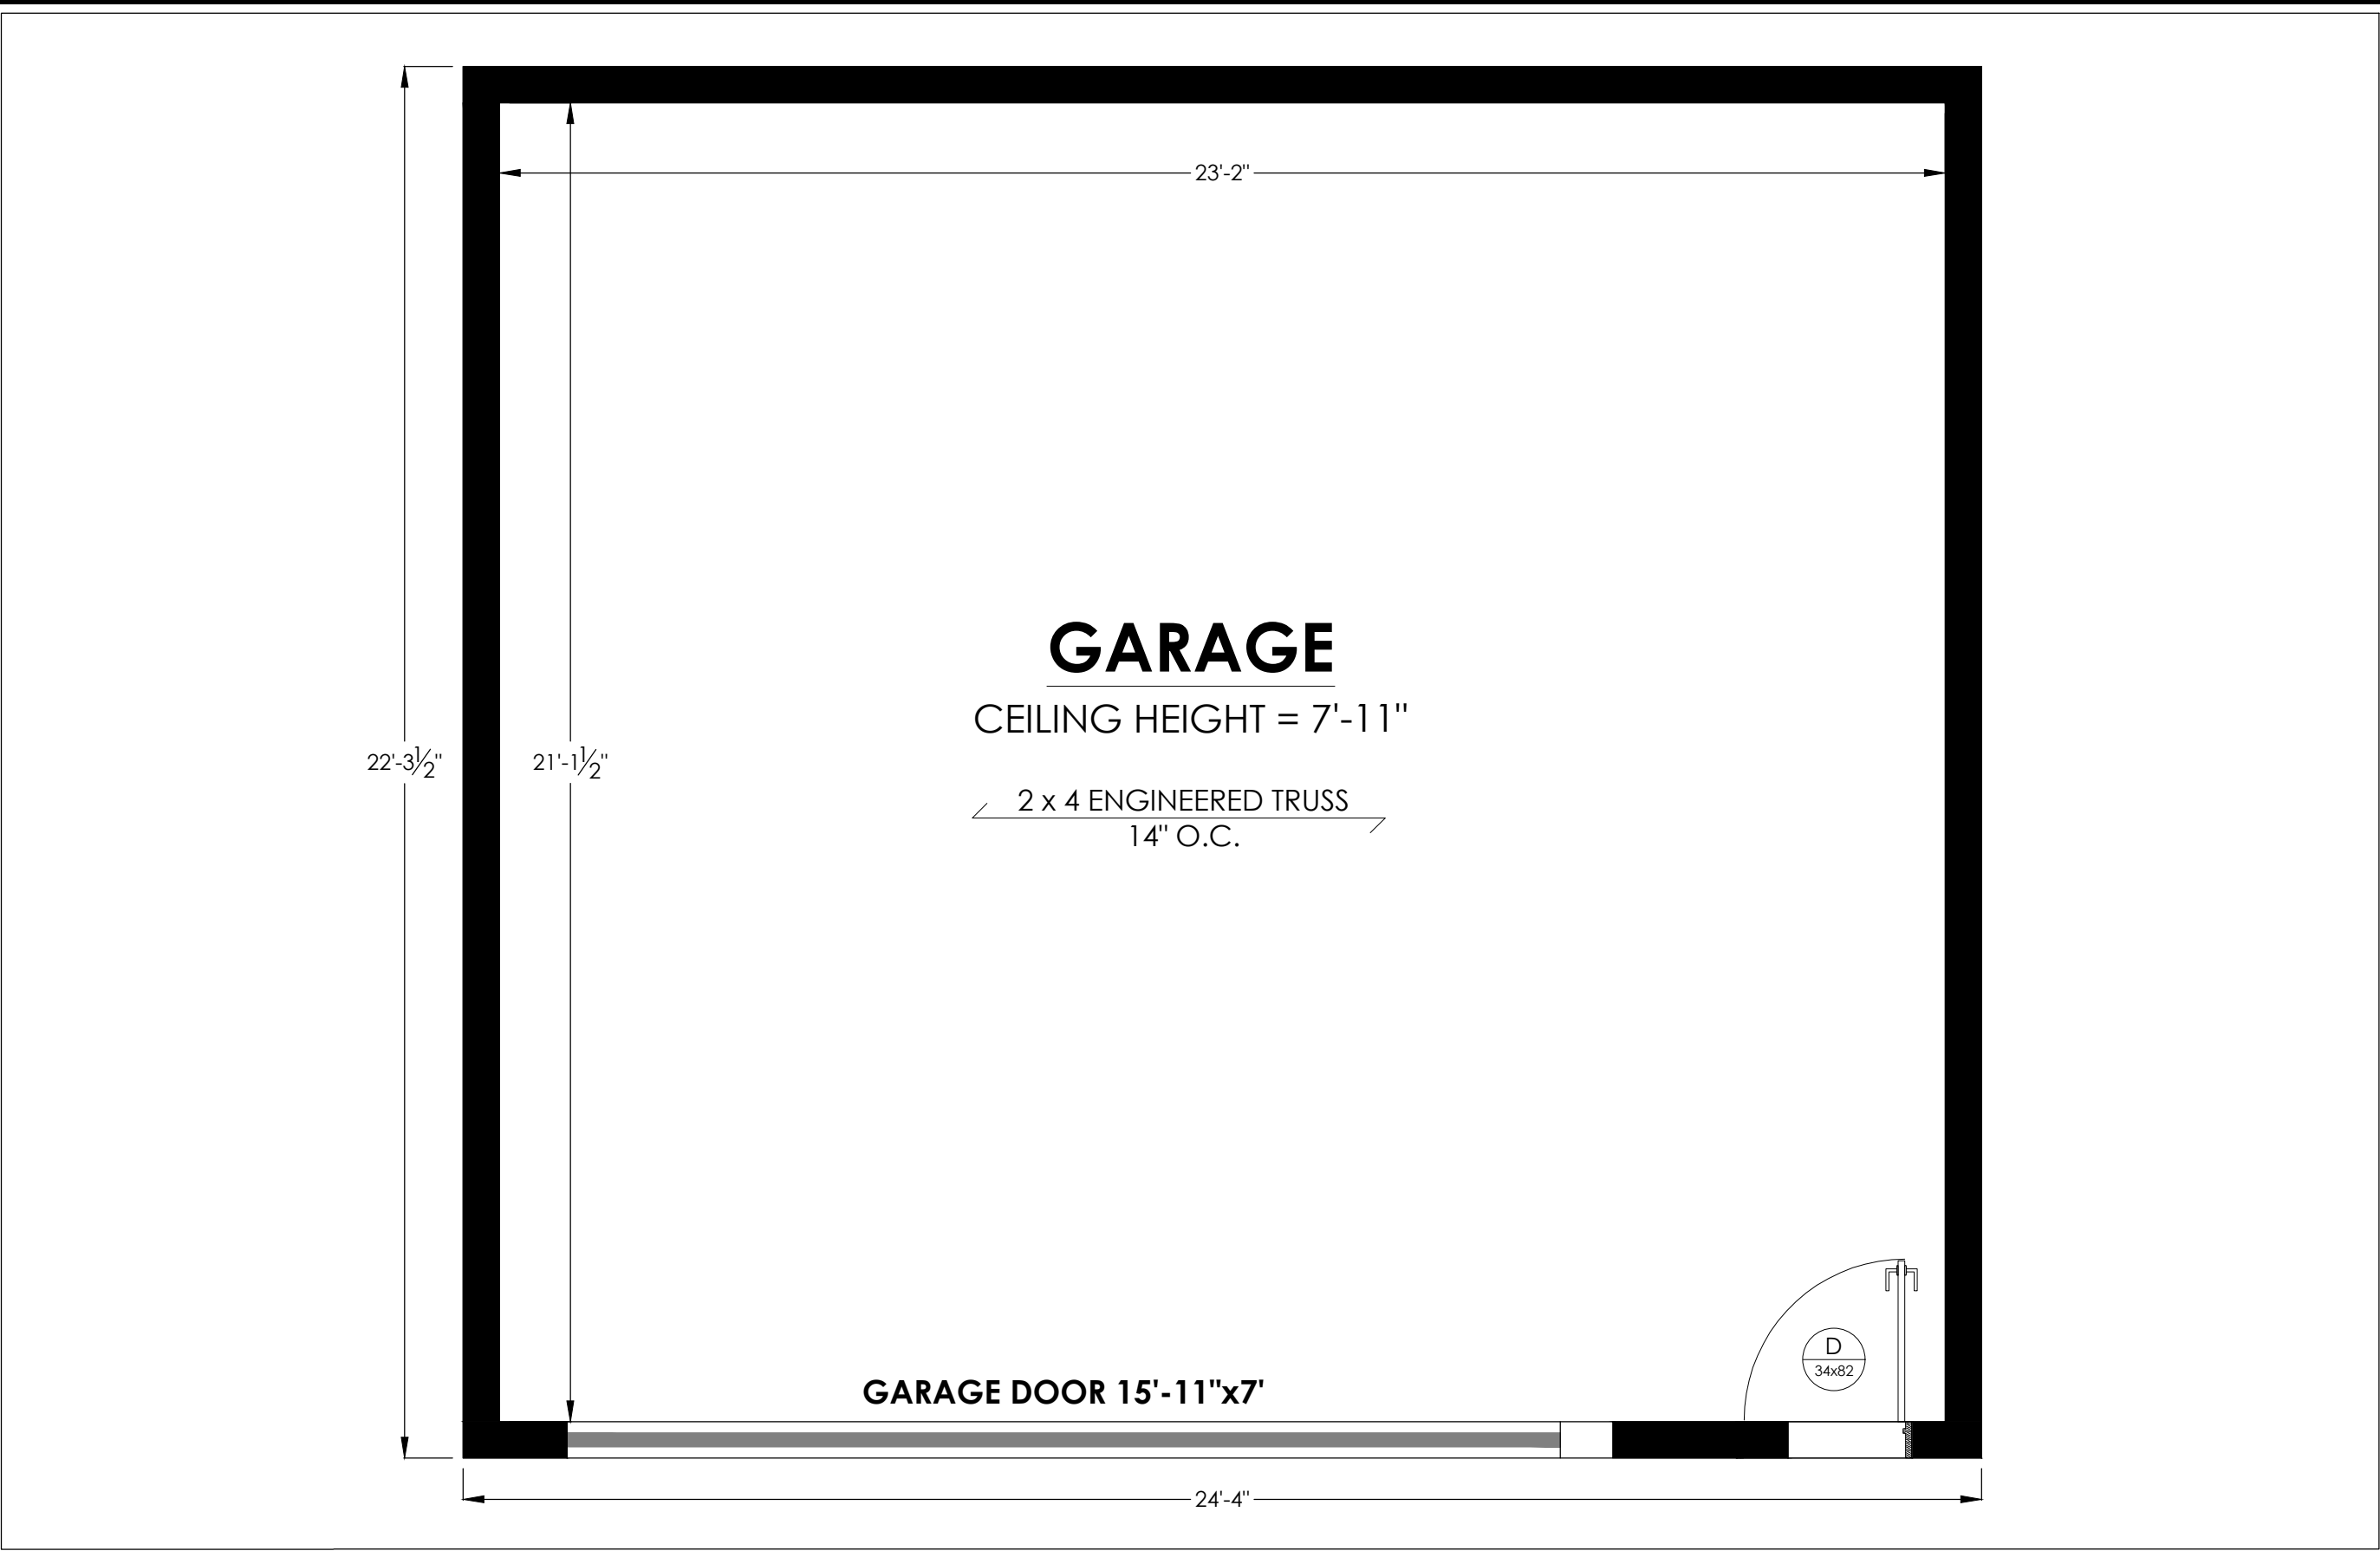 23'-2"
GARAGE
CEILING HEIGHT = 7'-11"
22'-3½"
21'-1½"
2 x 4 ENGINEERED TRUSS
14" O.C.
D
34x82
GARAGE DOOR 15'-11"x7'
24'-4"